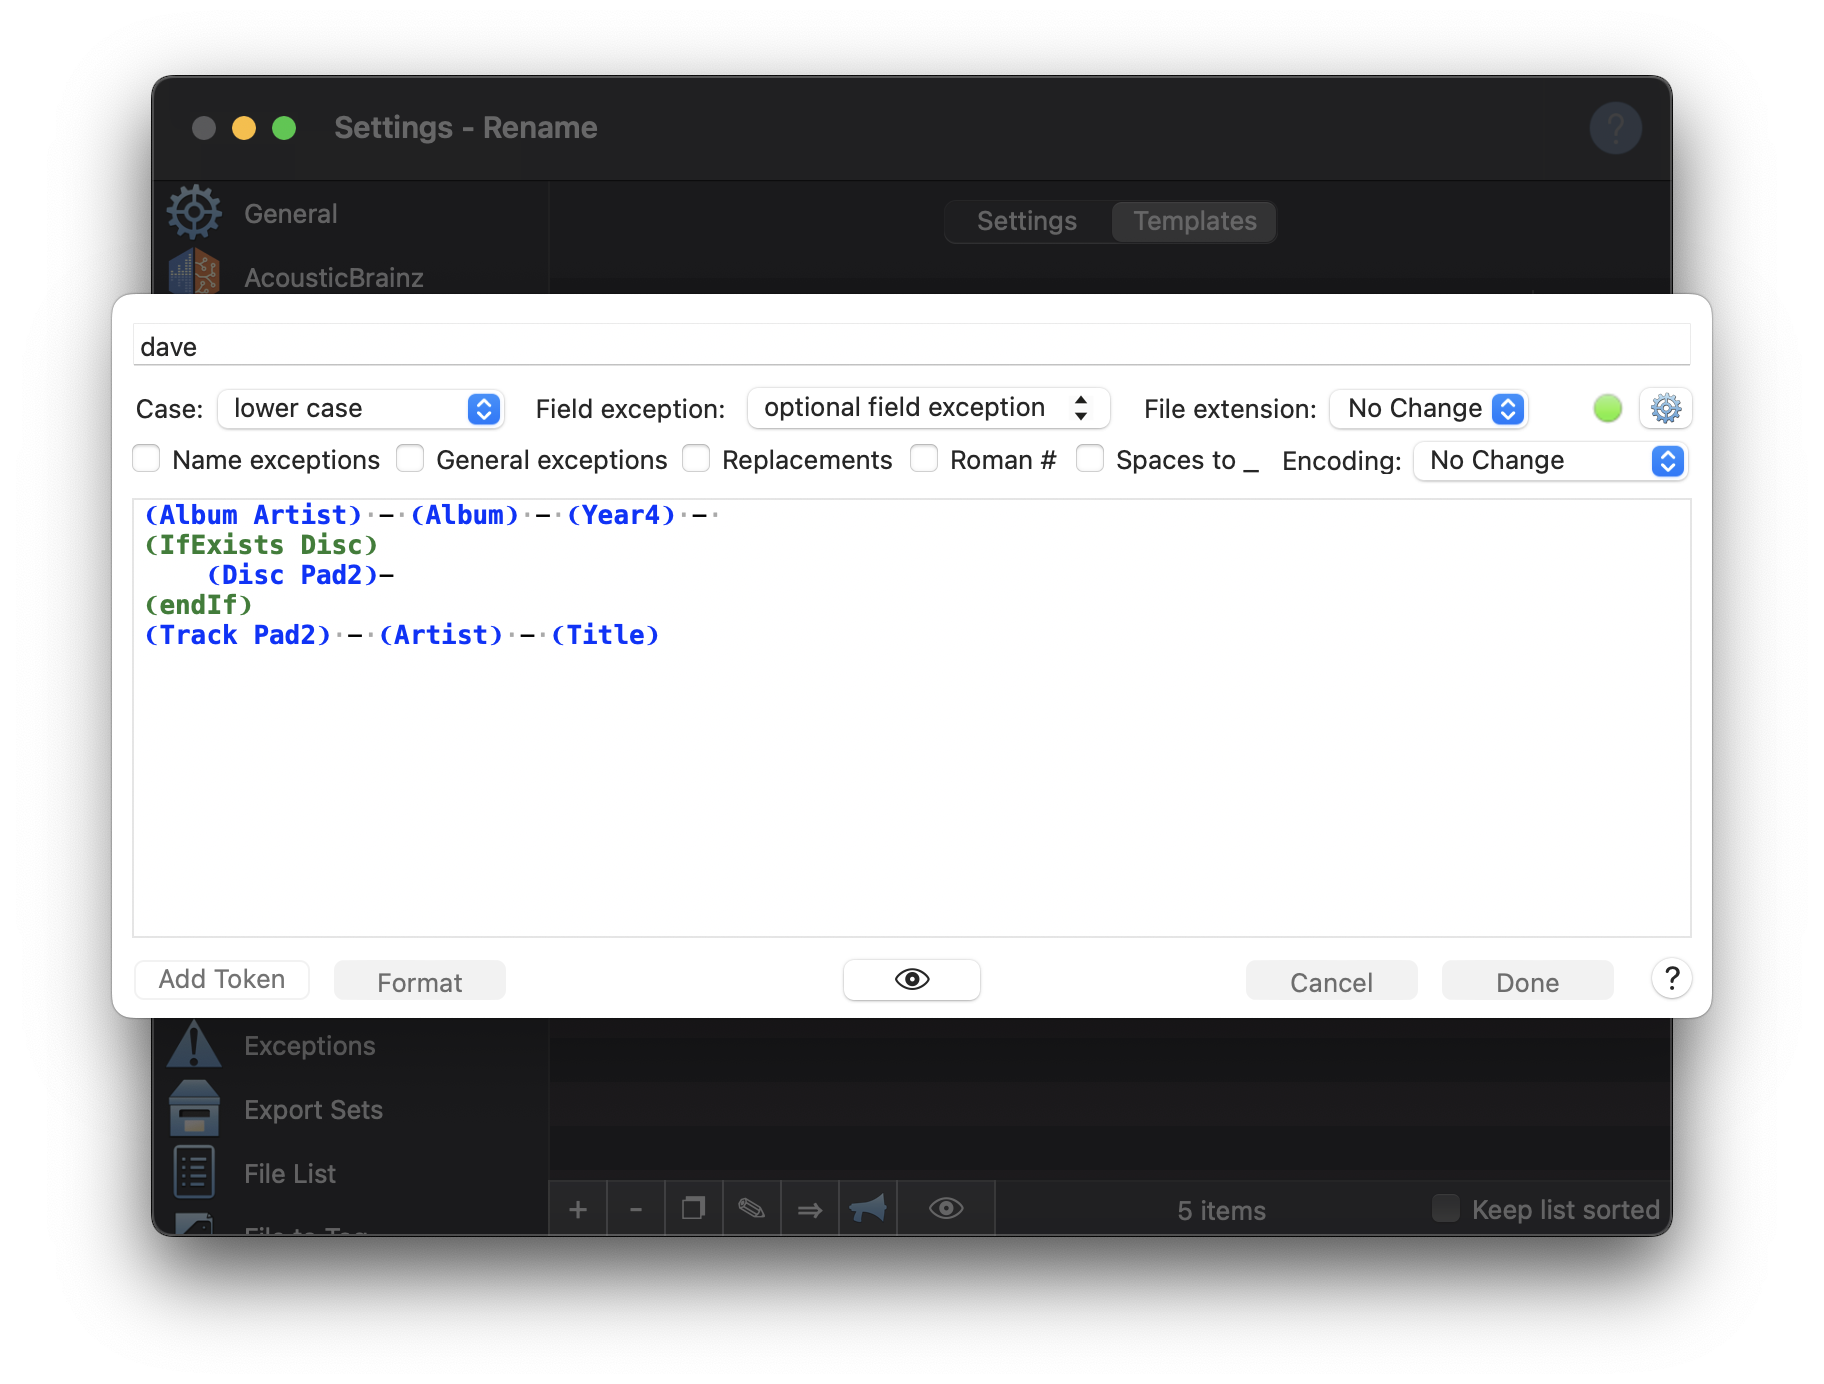 Settings - Rename
?
General
Settings
Templates
AcousticBrainz
dave
Case: lower case Field exception: optional field exception File extension: No Change
Name exceptions General exceptions Replacements Roman # Spaces to _ Encoding: No Change
(Album Artist) – (Album) – (Year4) –
(IfExists Disc)
(Disc Pad2)–
(endIf)
(Track Pad2) – (Artist) – (Title)
Add Token Format Cancel Done ?
Exceptions
Export Sets
File List
File to Tag
+ - ⇒ 5 items Keep list sorted